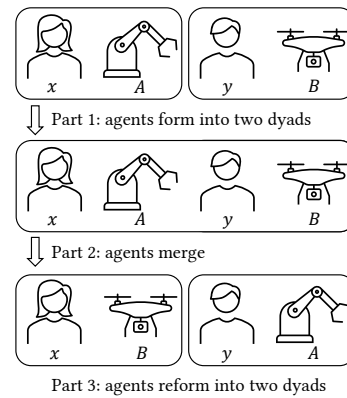 x A y B
Part 1: agents form into two dyads
x A y B
Part 2: agents merge
x B y A
Part 3: agents reform into two dyads